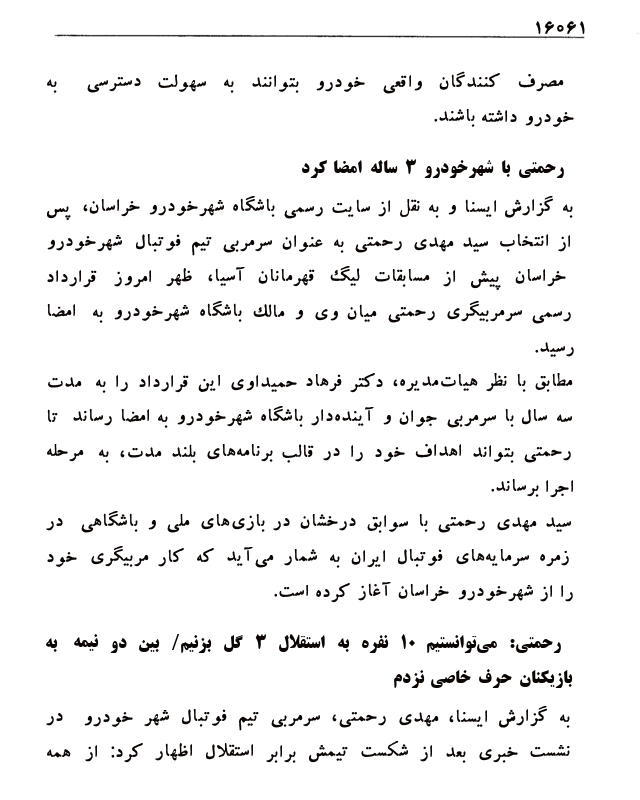 ۱۶۰۶۱
مصرف کنندگان واقعی خودرو بتوانند به سهولت دسترسی به
خودرو داشته باشند.
رحمتی با شهرخودرو ۳ ساله امضا کرد
به گزارش ایسنا و به نقل از سایت رسمی باشگاه شهرخودرو خراسان، پس
از انتخاب سید مهدی رحمتی به عنوان سرمربی تیم فوتبال شهرخودرو
خراسان پیش از مسابقات لیگ قهرمانان آسیا، ظهر امروز قرارداد
رسمی سرمربیگری رحمتی میان وی و مالك باشگاه شهرخودرو به امضا
رسید.
مطابق با نظر هیات‌مدیره، دکتر فرهاد حمیداوی این قرارداد را به مدت
سه سال با سرمربی جوان و آینده‌دار باشگاه شهرخودرو به امضا رساند تا
رحمتی بتواند اهداف خود را در قالب برنامه‌های بلند مدت، به مرحله
اجرا برساند.
سید مهدی رحمتی با سوابق درخشان در بازی‌های ملی و باشگاهی در
زمره سرمایه‌های فوتبال ایران به شمار می‌آید که کار مربیگری خود
را از شهرخودرو خراسان آغاز کرده است.
رحمتی: می‌توانستیم ۱۰ نفره به استقلال ۳ گل بزنیم/ بین دو نیمه به
بازیکنان حرف خاصی نزدم
به گزارش ایسنا، مهدی رحمتی، سرمربی تیم فوتبال شهر خودرو در
نشست خبری بعد از شکست تیمش برابر استقلال اظهار کرد: از همه